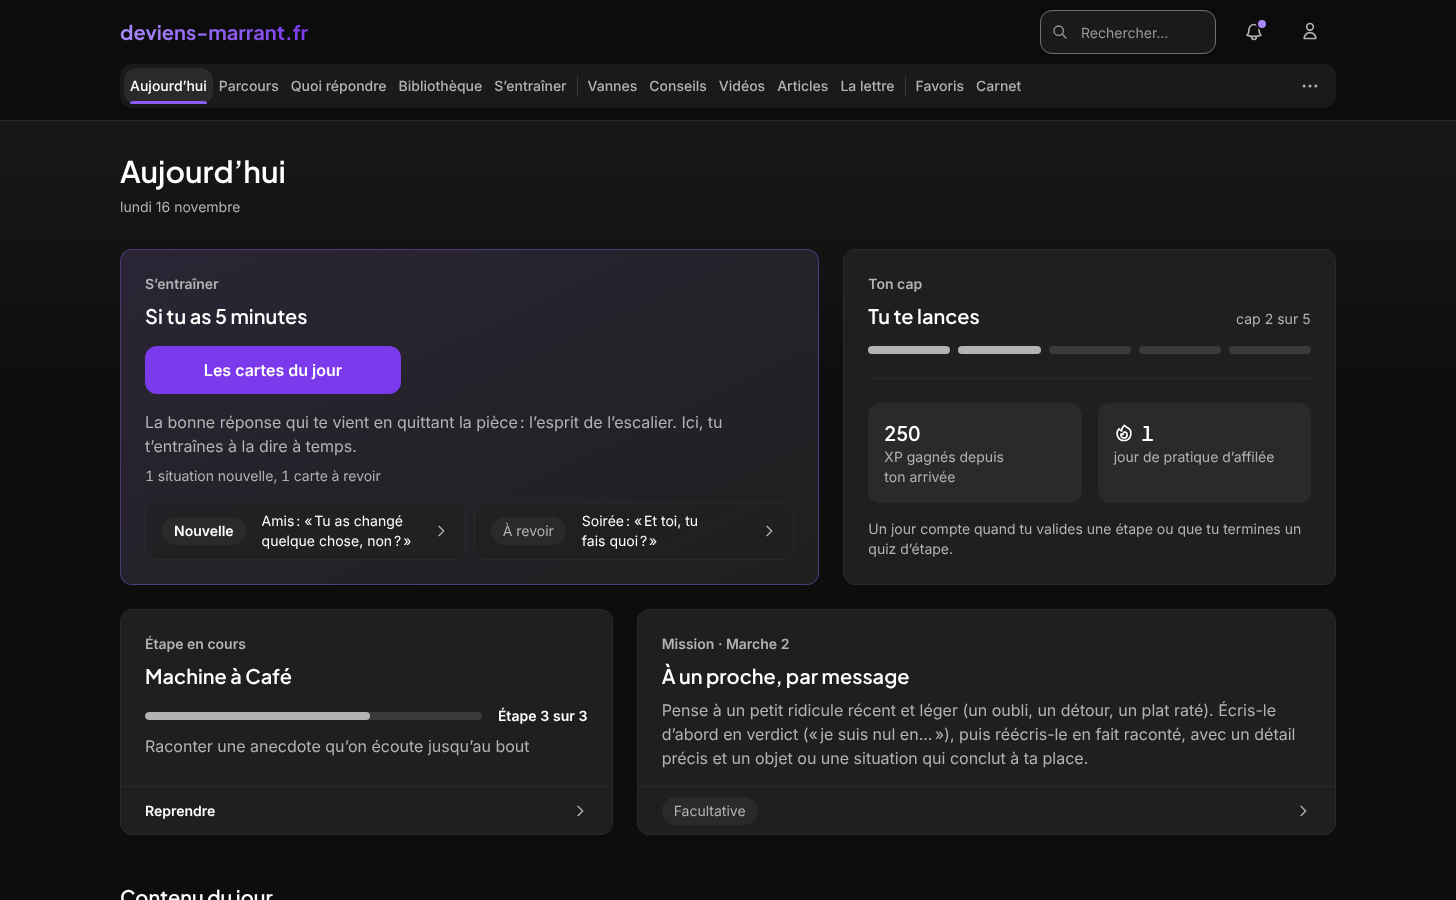 deviens-marrant.fr
Rechercher...
Aujourd’hui Parcours Quoi répondre Bibliothèque S’entraîner Vannes Conseils Vidéos Articles La lettre Favoris Carnet
Aujourd’hui
lundi 16 novembre
S’entraîner
Si tu as 5 minutes
Les cartes du jour
La bonne réponse qui te vient en quittant la pièce : l’esprit de l’escalier. Ici, tu
t’entraînes à la dire à temps.
1 situation nouvelle, 1 carte à revoir
Nouvelle
Amis : « Tu as changé
quelque chose, non ? »
À revoir
Soirée : « Et toi, tu
fais quoi ? »
Ton cap
Tu te lances
cap 2 sur 5
250
XP gagnés depuis
ton arrivée
1
jour de pratique d’affilée
Un jour compte quand tu valides une étape ou que tu termines un
quiz d’étape.
Étape en cours
Machine à Café
Étape 3 sur 3
Raconter une anecdote qu’on écoute jusqu’au bout
Reprendre
Mission · Marche 2
À un proche, par message
Pense à un petit ridicule récent et léger (un oubli, un détour, un plat raté). Écris-le
d’abord en verdict (« je suis nul en… »), puis réécris-le en fait raconté, avec un détail
précis et un objet ou une situation qui conclut à ta place.
Facultative
Contenu du jour